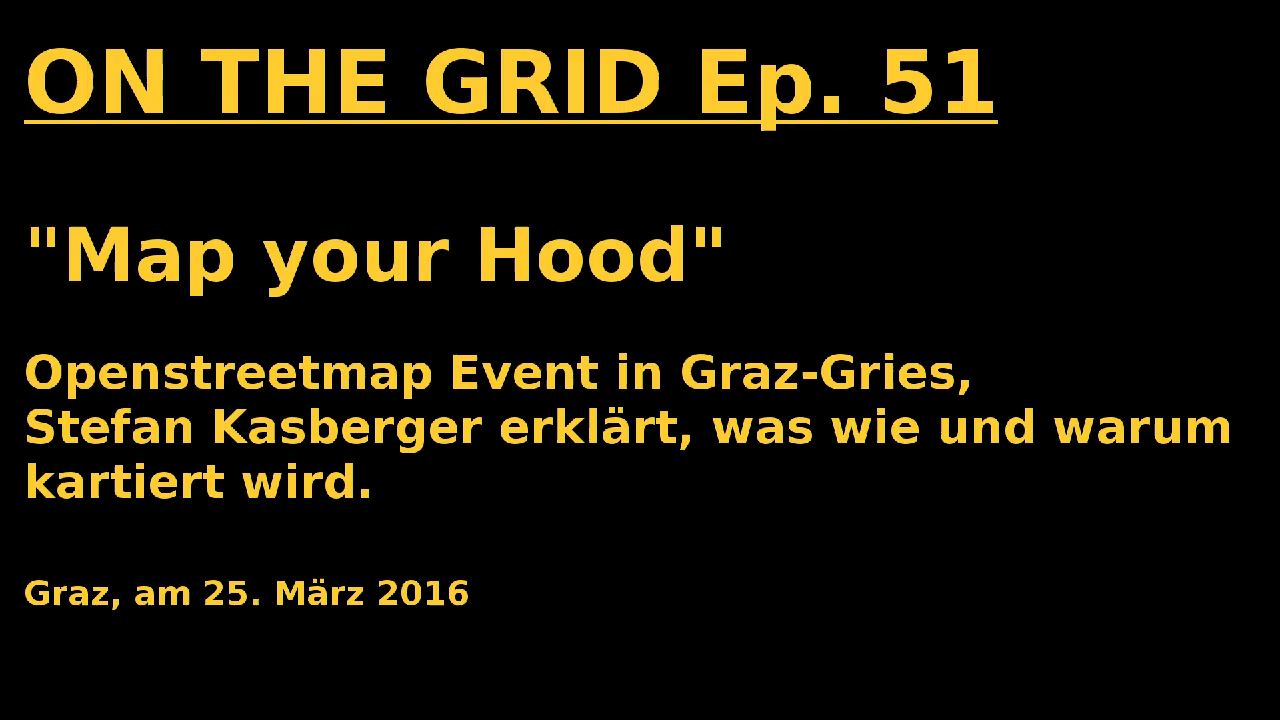 ON THE GRID Ep. 51
"Map your Hood"
Openstreetmap Event in Graz-Gries,
Stefan Kasberger erklärt, was wie und warum
kartiert wird.
Graz, am 25. März 2016